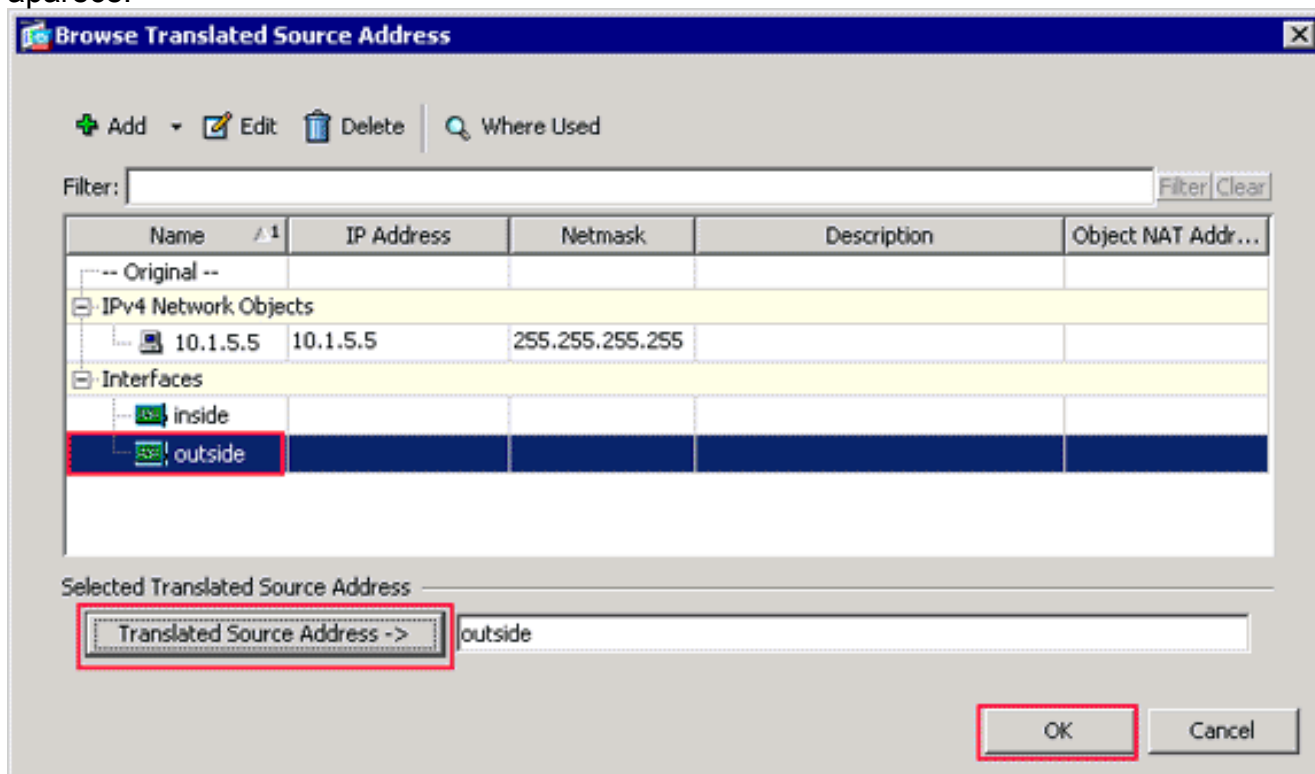 aparece.
Browse Translated Source Address
Add Edit Delete Where Used
Filter: Filter Clear
Name 1 IP Address Netmask Description Object NAT Addr...
-- Original --
IPv4 Network Objects
10.1.5.5 10.1.5.5 255.255.255.255
Interfaces
inside
outside
Selected Translated Source Address
Translated Source Address -> outside
OK Cancel